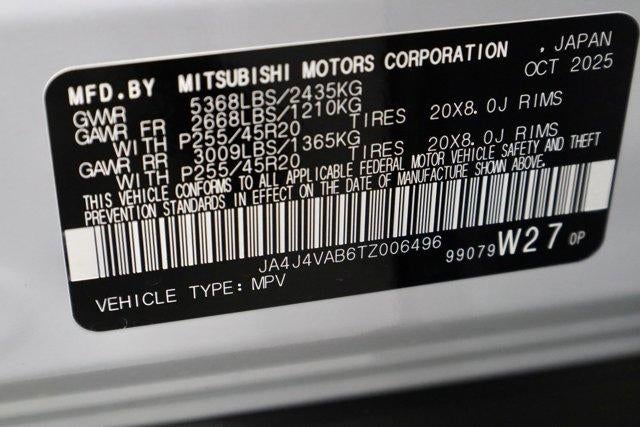 MFD.BY MITSUBISHI MOTORS CORPORATION , JAPAN
GVWR 5368LBS/2435KG OCT 2025
GAWR FR 2668LBS/1210KG
WITH P255/45R20 TIRES 20X8.0J RIMS
GAWR RR 3009LBS/1365KG
WITH P255/45R20 TIRES 20X8.0J RIMS
THIS VEHICLE CONFORMS TO ALL APPLICABLE FEDERAL MOTOR VEHICLE SAFETY AND THEFT
PREVENTION STANDARDS IN EFFECT ON THE DATE OF MANUFACTURE SHOWN ABOVE.
JA4J4VAB6TZ006496 99079 W27 0P
VEHICLE TYPE: MPV